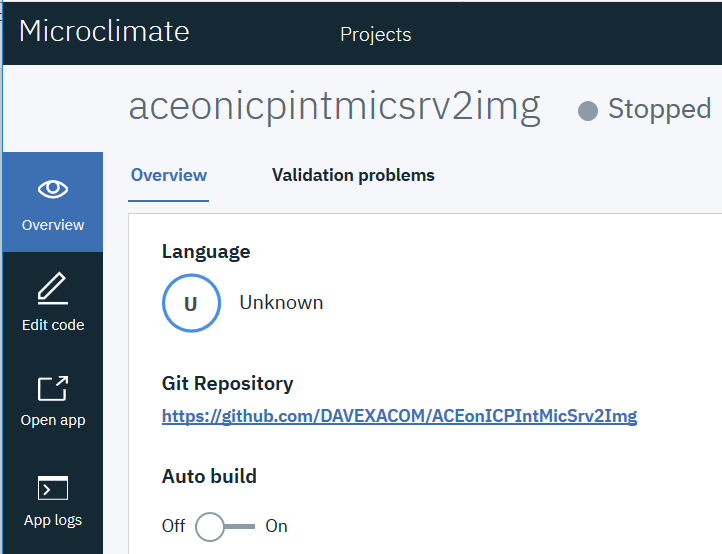 Microclimate Projects
aceonicpintmicsrv2img Stopped
Overview Validation problems
Overview
Edit code
Open app
App logs
Language
U Unknown
Git Repository
https://github.com/DAVEXACOM/ACEonICPIntMicSrv2Img
Auto build
Off On